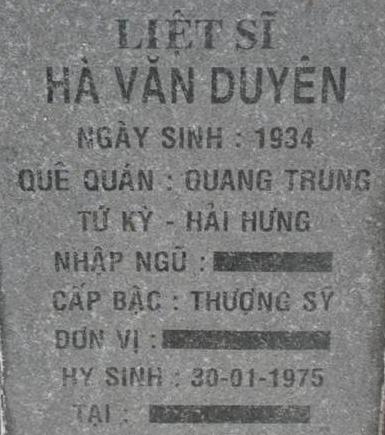 LIỆT SĨ
HÀ VĂN DUYÊN
NGÀY SINH : 1934
QUÊ QUÁN : QUANG TRUNG
TỨ KỲ - HẢI HƯNG
NHẬP NGŨ :
CẤP BẬC : THƯỢNG SỸ
ĐƠN VỊ :
HY SINH : 30-01-1975
TẠI :